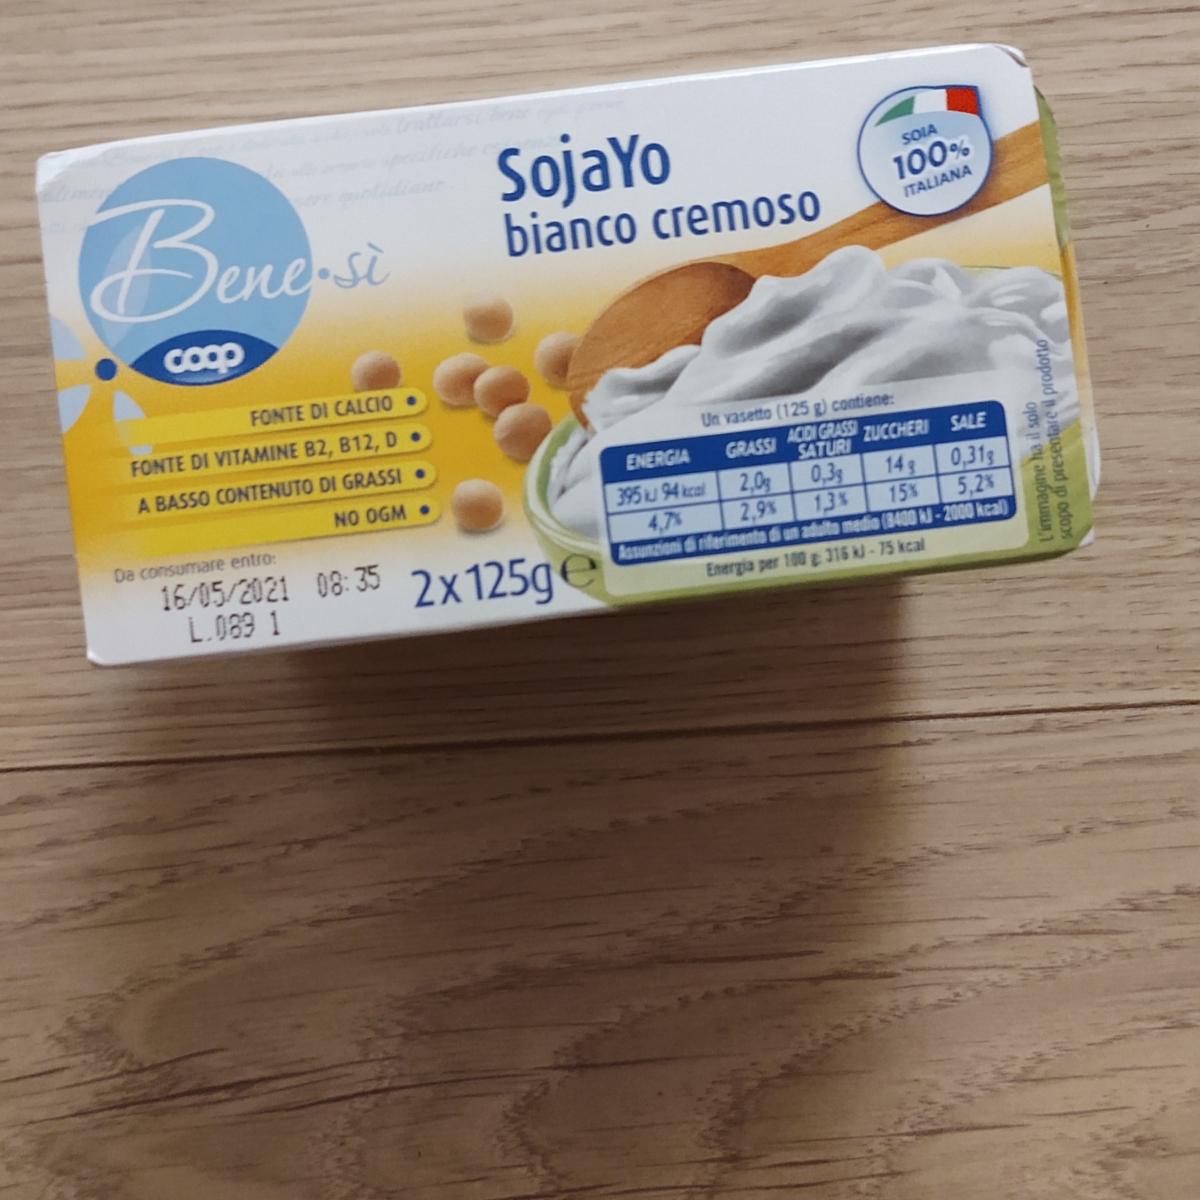 SojaYo
bianco cremoso
SOIA
100%
ITALIANA
Bene.sì
coop
FONTE DI CALCIO •
FONTE DI VITAMINE B2, B12, D •
A BASSO CONTENUTO DI GRASSI •
NO OGM •
Da consumare entro:
16/05/2021 08:35
L.089 1
2x125g e
Un vasetto (125 g) contiene:
ENERGIA GRASSI ACIDI GRASSI SATURI ZUCCHERI SALE
395 kJ 94 kcal 2,0g 0,3g 14 g 0,31g
4,7% 2,9% 1,3% 15% 5,2%
Assunzioni di riferimento di un adulto medio (8400 kJ - 2000 kcal)
Energia per 100 g: 316 kJ - 75 kcal
L'immagine ha il solo
scopo di presentare il prodotto